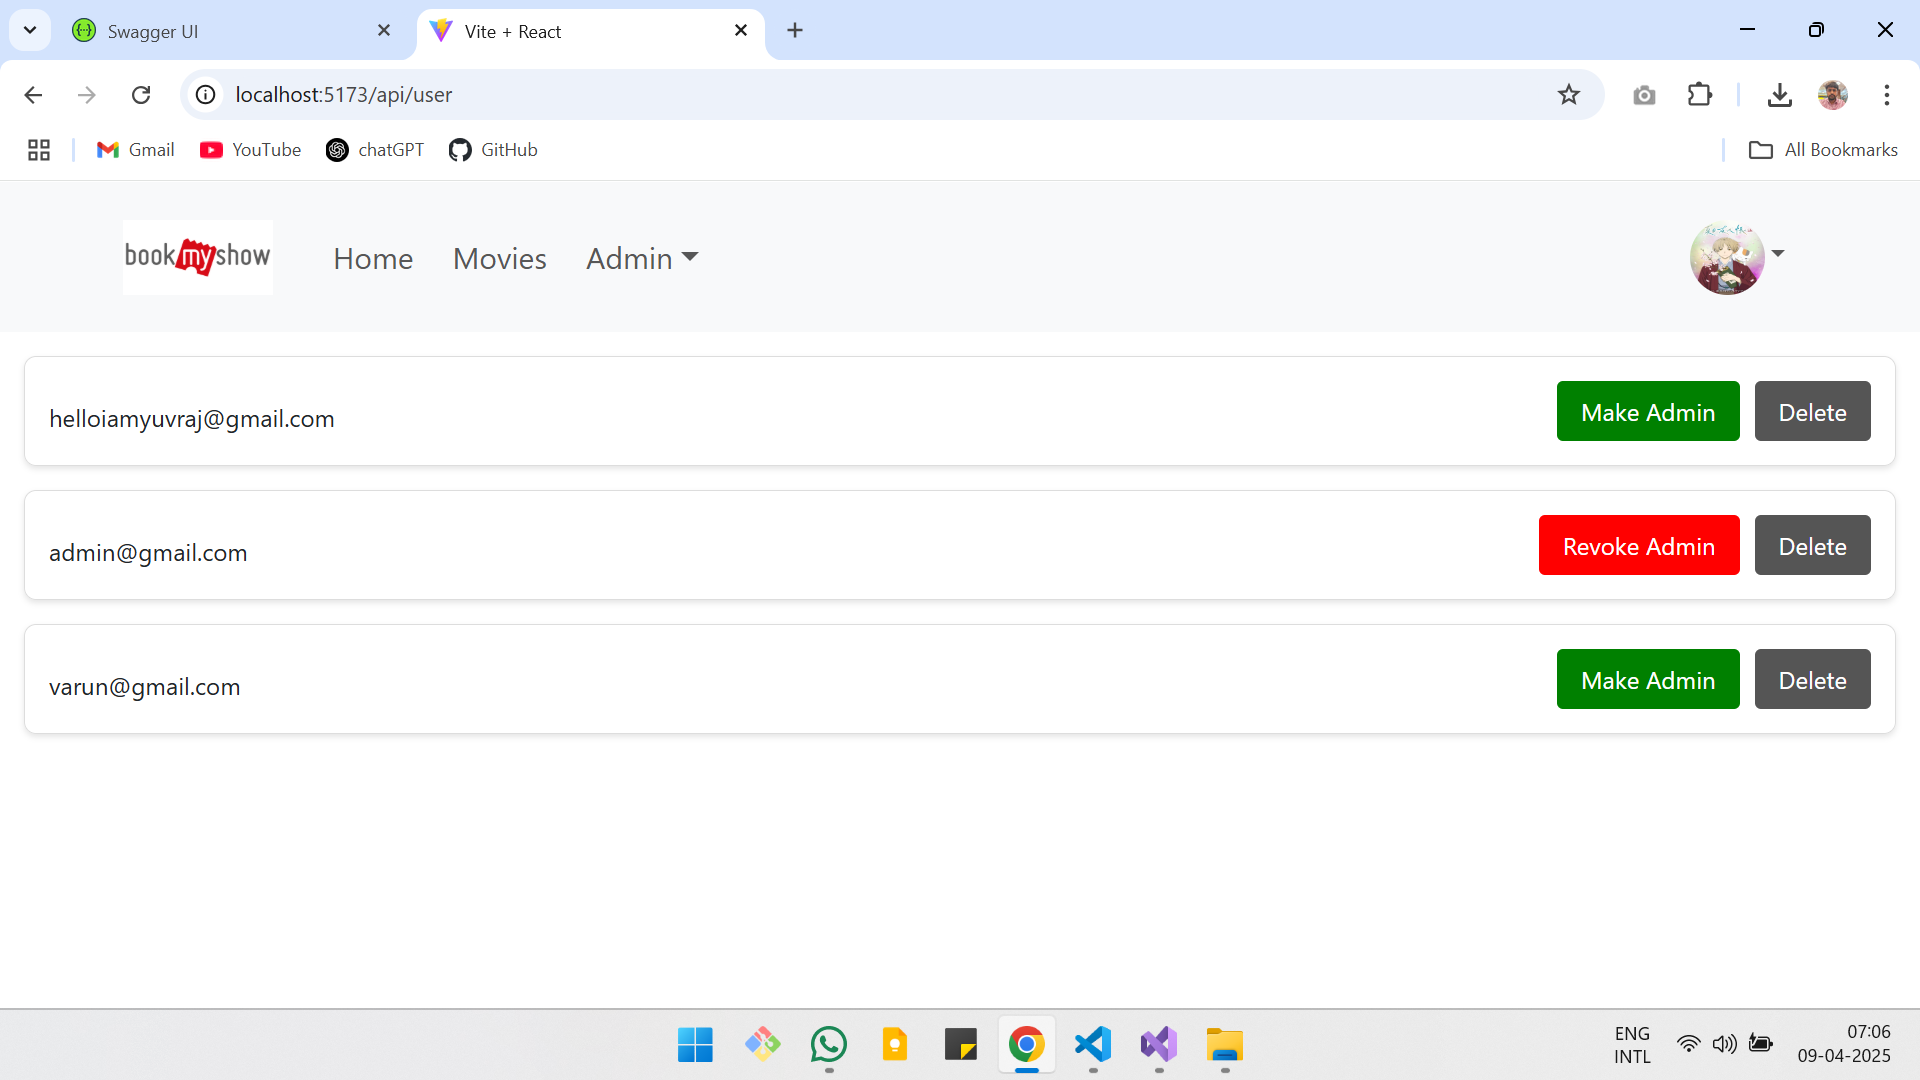 Swagger UI
Vite + React
localhost:5173/api/user
Gmail
YouTube
chatGPT
GitHub
All Bookmarks
bookmyshow
Home
Movies
Admin
helloiamyuvraj@gmail.com
Make Admin
Delete
admin@gmail.com
Revoke Admin
Delete
varun@gmail.com
Make Admin
Delete
ENG
INTL
07:06
09-04-2025